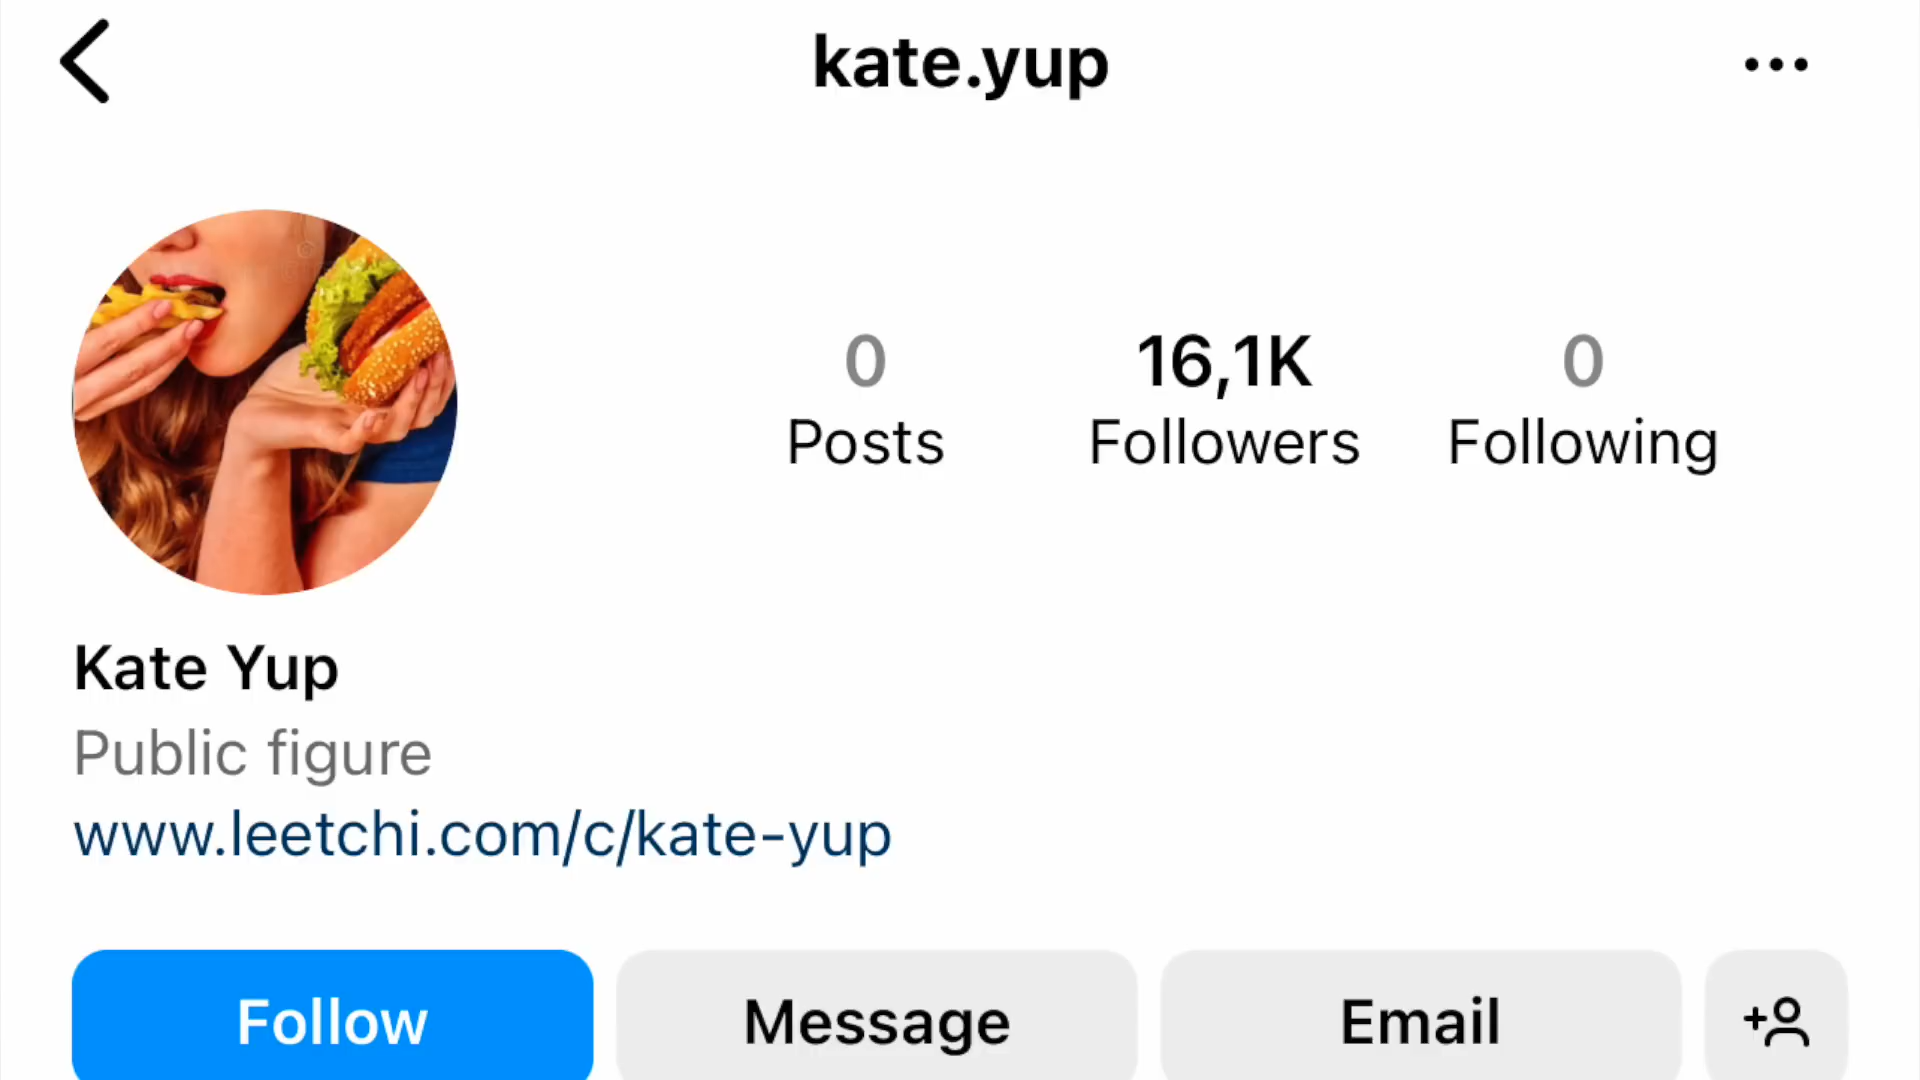 kate.yup
0
16,1K
0
Posts
Followers
Following
Kate Yup
Public figure
www.leetchi.com/c/kate-yup
Follow
Message
Email